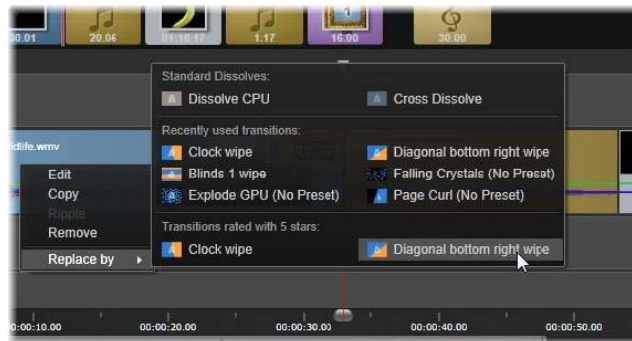 30.01 20.06 01:10.17 1.17 16.00 30.00
Standard Dissolves:
Dissolve CPU Cross Dissolve
Recently used transitions:
Clock wipe Diagonal bottom right wipe
Blinds 1 wipe Falling Crystals (No Preset)
Explode GPU (No Preset) Page Curl (No Preset)
Transitions rated with 5 stars:
Clock wipe Diagonal bottom right wipe
ildlife.wmv
Edit
Copy
Ripple
Remove
Replace by
0:00:10.00 00:00:20.00 00:00:30.00 00:00:40.00 00:00:50.00